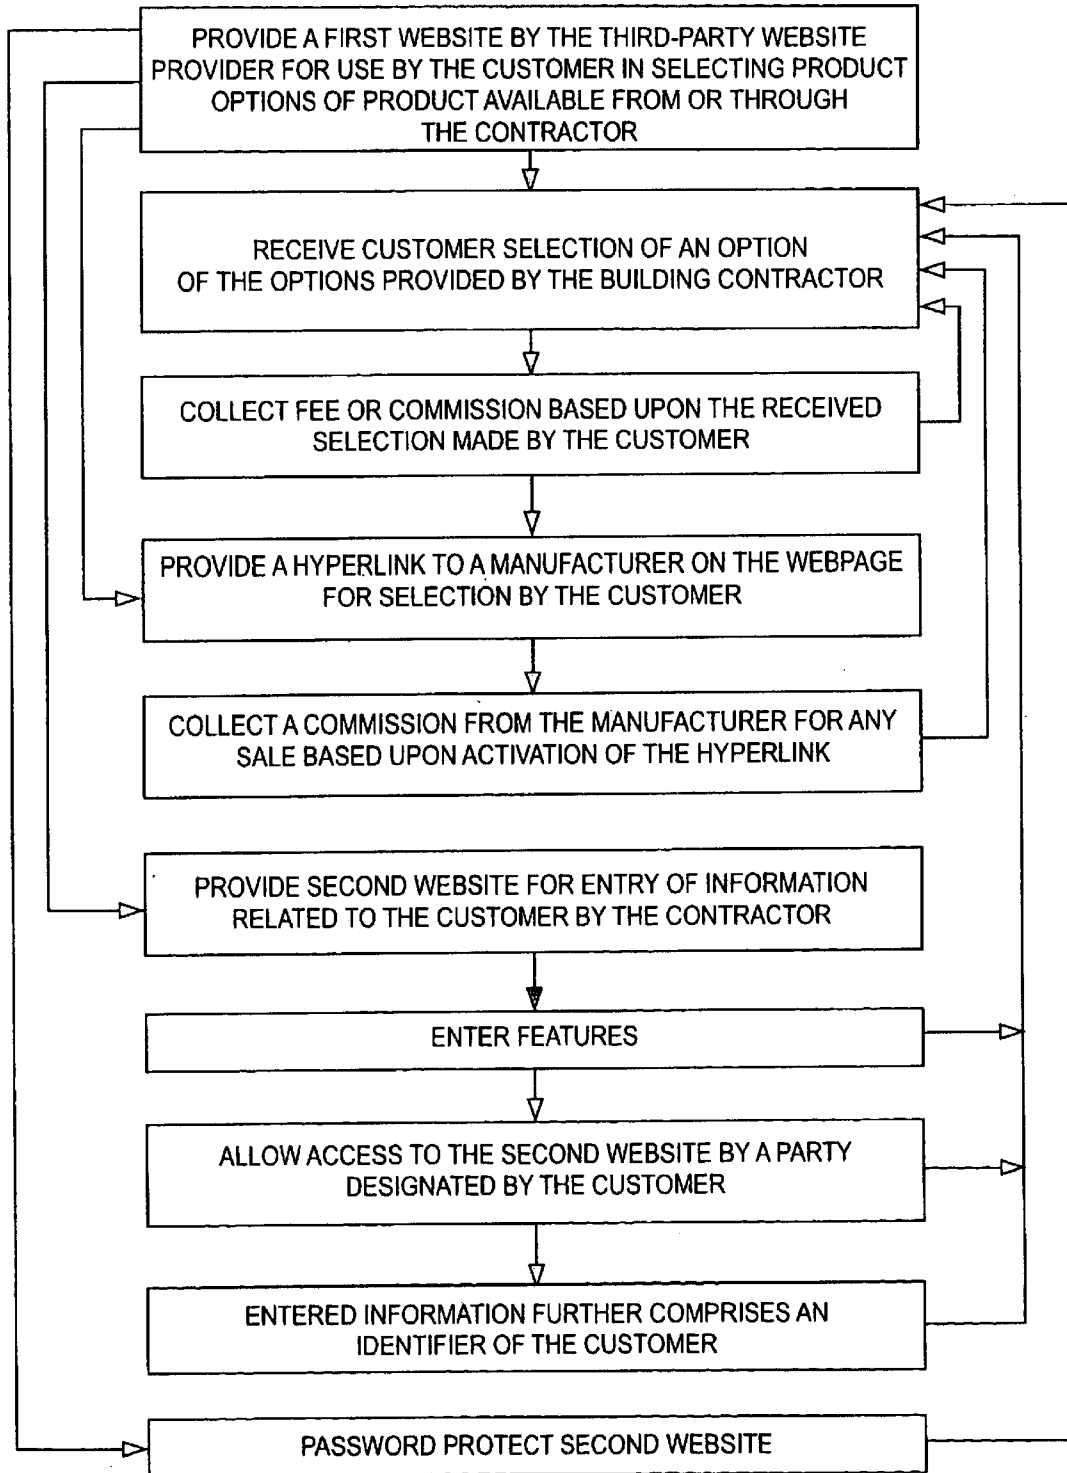 PROVIDE A FIRST WEBSITE BY THE THIRD-PARTY WEBSITE
PROVIDER FOR USE BY THE CUSTOMER IN SELECTING PRODUCT
OPTIONS OF PRODUCT AVAILABLE FROM OR THROUGH
THE CONTRACTOR
RECEIVE CUSTOMER SELECTION OF AN OPTION
OF THE OPTIONS PROVIDED BY THE BUILDING CONTRACTOR
COLLECT FEE OR COMMISSION BASED UPON THE RECEIVED
SELECTION MADE BY THE CUSTOMER
PROVIDE A HYPERLINK TO A MANUFACTURER ON THE WEBPAGE
FOR SELECTION BY THE CUSTOMER
COLLECT A COMMISSION FROM THE MANUFACTURER FOR ANY
SALE BASED UPON ACTIVATION OF THE HYPERLINK
PROVIDE SECOND WEBSITE FOR ENTRY OF INFORMATION
RELATED TO THE CUSTOMER BY THE CONTRACTOR
ENTER FEATURES
ALLOW ACCESS TO THE SECOND WEBSITE BY A PARTY
DESIGNATED BY THE CUSTOMER
ENTERED INFORMATION FURTHER COMPRISES AN
IDENTIFIER OF THE CUSTOMER
PASSWORD PROTECT SECOND WEBSITE